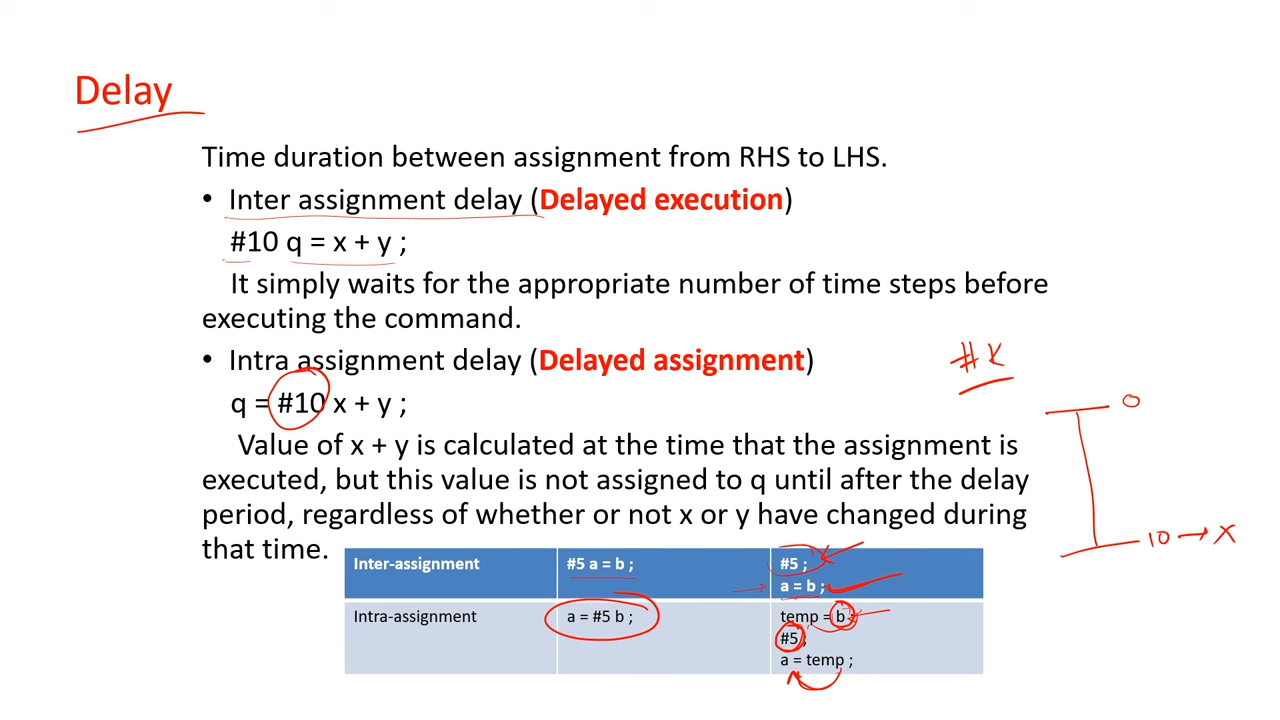 Delay
Time duration between assignment from RHS to LHS.
• Inter assignment delay (Delayed execution)
#10 q = x + y ;
It simply waits for the appropriate number of time steps before
executing the command.
• Intra assignment delay (Delayed assignment)
# K
q = #10 x + y ;
0
Value of x + y is calculated at the time that the assignment is
executed, but this value is not assigned to q until after the delay
period, regardless of whether or not x or y have changed during
10 → X
that time.
Inter-assignment #5 a = b ; #5 ;
a = b ;
Intra-assignment a = #5 b ; temp = b ;
#5 ;
a = temp ;